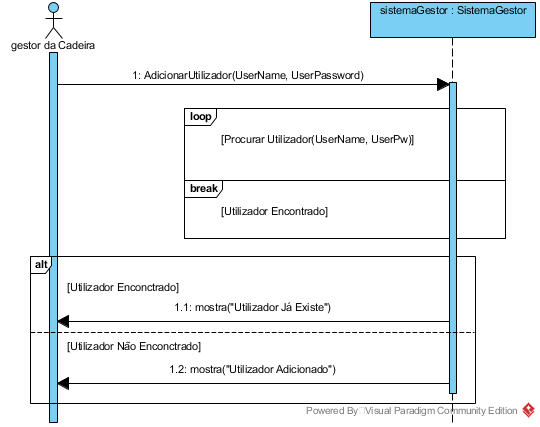 sistemaGestor : SistemaGestor
gestor da Cadeira
1: AdicionarUtilizador(UserName, UserPassword)
loop
[Procurar Utilizador(UserName, UserPw)]
break
[Utilizador Encontrado]
alt
[Utilizador Enconctrado]
1.1: mostra("Utilizador Já Existe")
[Utilizador Não Enconctrado]
1.2: mostra("Utilizador Adicionado")
Powered By Visual Paradigm Community Edition